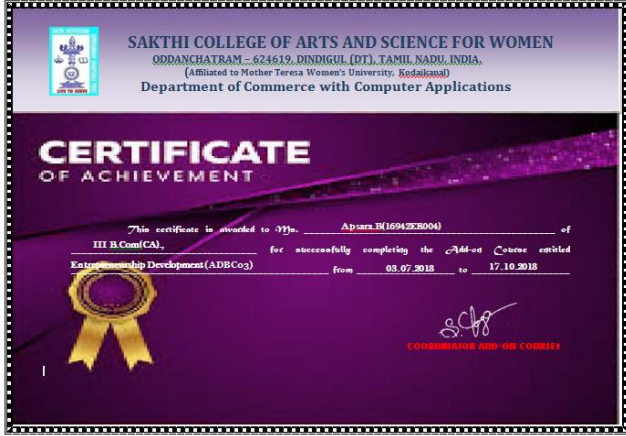 SAKTHI COLLEGE OF ARTS AND SCIENCE FOR WOMEN
ODDANCHATRAM – 624619. DINDIGUL (DT), TAMIL NADU, INDIA.
(Affiliated to Mother Teresa Women's University, Kodaikanal)
Department of Commerce with Computer Applications
LIVE TO SERVE
CERTIFICATE
OF ACHIEVEMENT
This certificate is awarded to Ms. Apsara.B(16942ER004) of
III B.Com(CA)., for successfully completing the Add-on Course entitled
Entrepreneurship Development(ADBC03) from 03.07.2018 to 17.10.2018
COORDINATOR ADD-ON COURSES